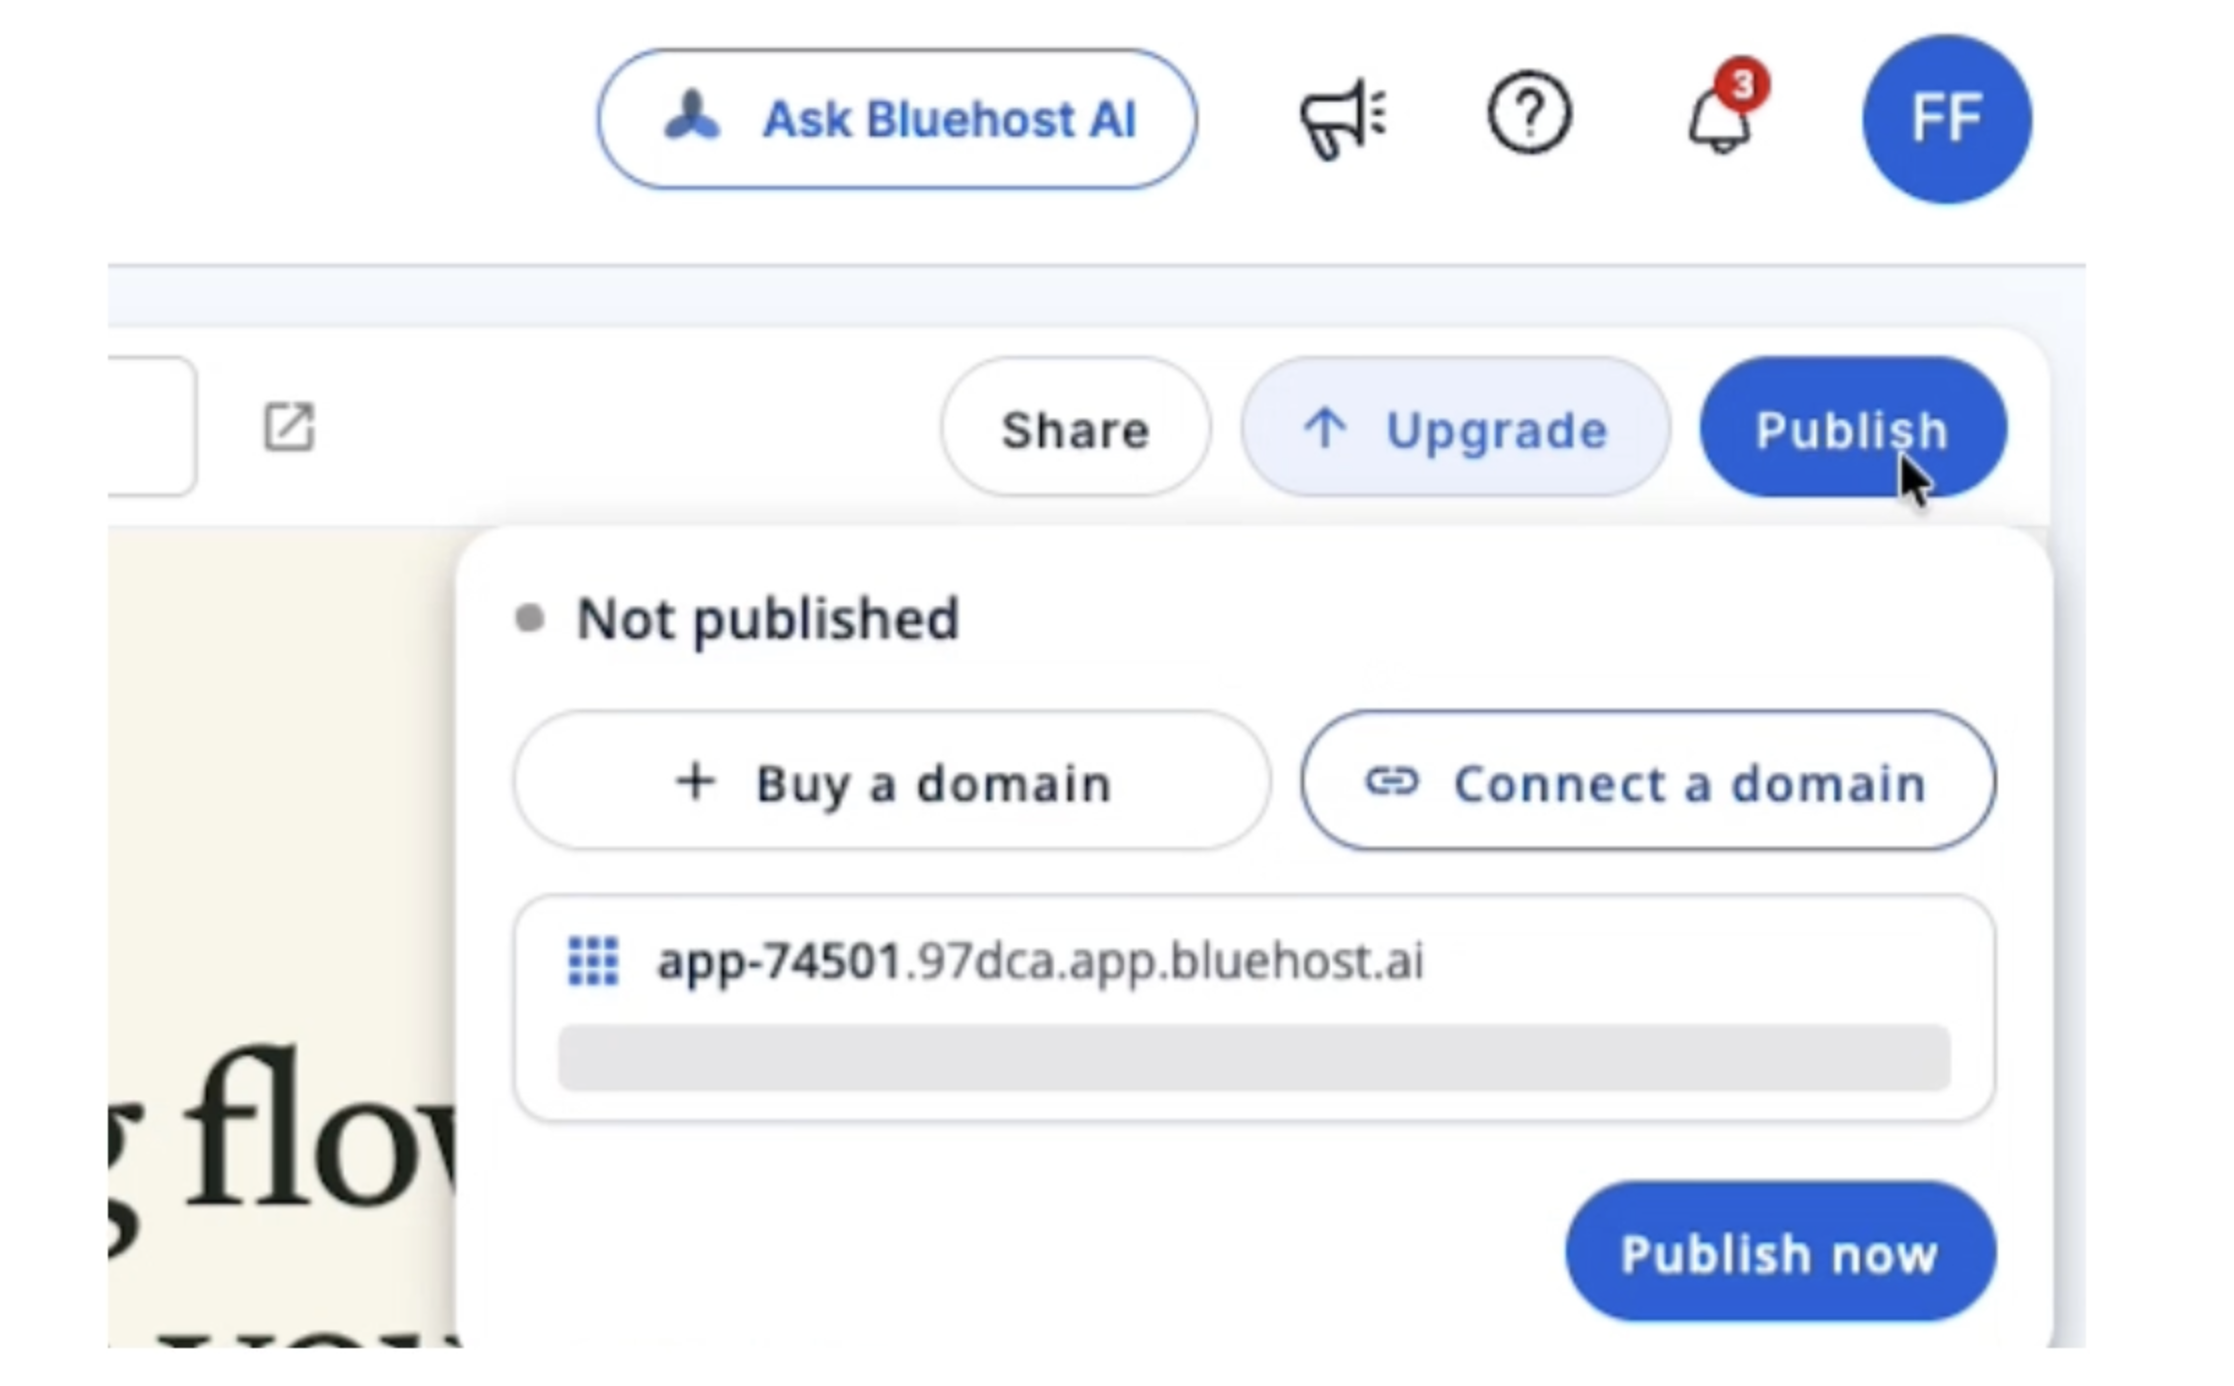 Ask Bluehost AI
3
FF
Share
Upgrade
Publish
Not published
Buy a domain
Connect a domain
app-74501.97dca.app.bluehost.ai
g flow
Publish now